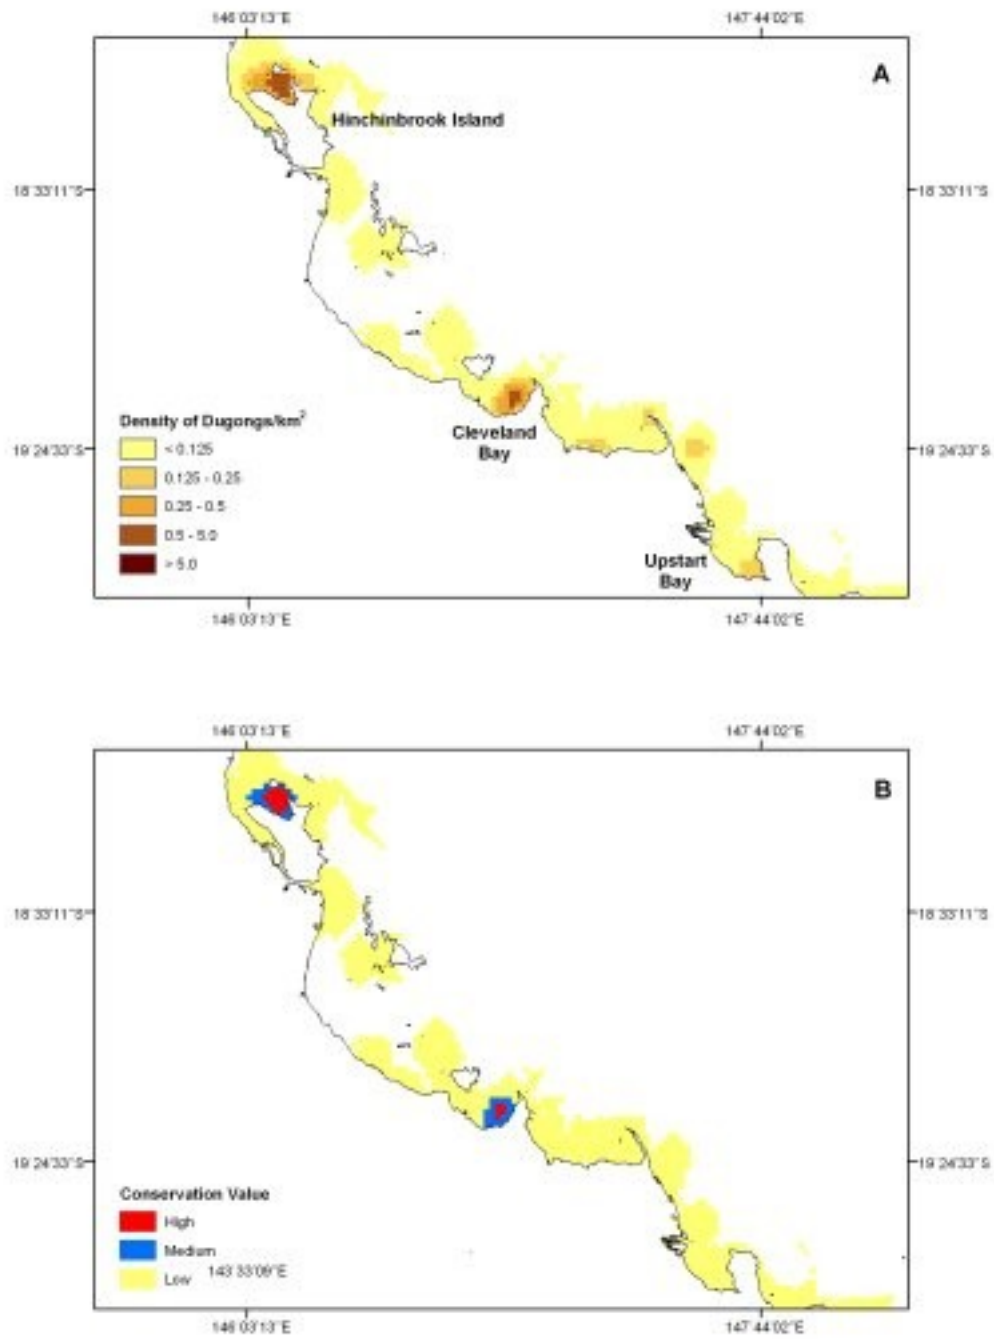 146°03'13"E 147°44'02"E
A
Hinchinbrook Island
18°33'11"S 18°33'11"S
Cleveland
Bay
Density of Dugongs/km²
< 0.125
0.125 - 0.25
0.25 - 0.5
0.5 - 5.0
> 5.0
19°24'33"S 19°24'33"S
Upstart
Bay
146°03'13"E 147°44'02"E
146°03'13"E 147°44'02"E
B
18°33'11"S 18°33'11"S
19°24'33"S 19°24'33"S
Conservation Value
High
Medium
Low 143°33'09"E
146°03'13"E 147°44'02"E